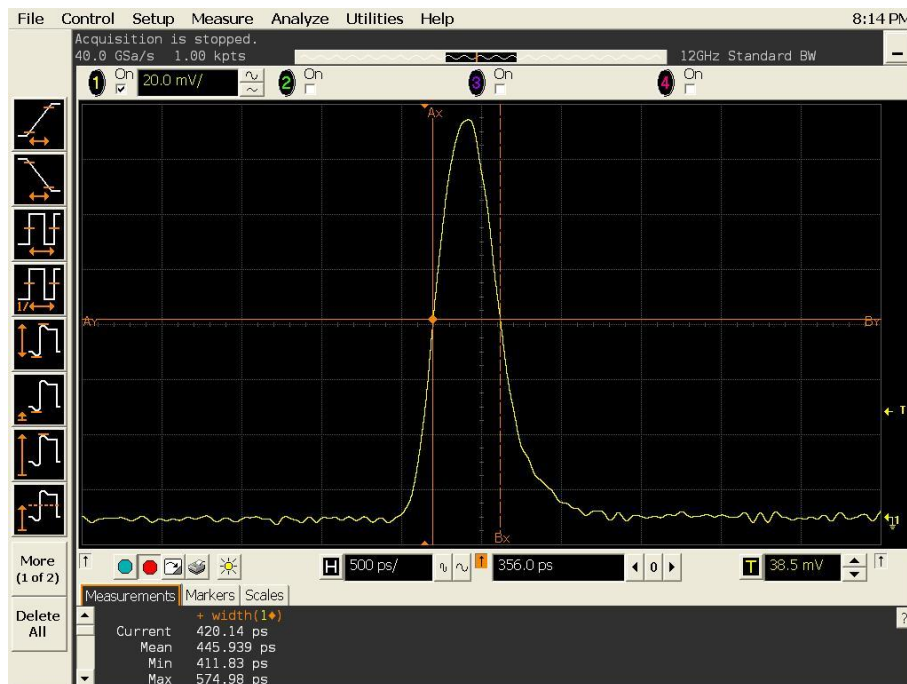 File Control Setup Measure Analyze Utilities Help 8:14 PM
Acquisition is stopped.
40.0 GSa/s 1.00 kpts 12GHz Standard BW
1 On 20.0 mV/ 2 On 3 On 4 On
Ax
Ay By
T
1
Bx
1/
More
(1 of 2)
Delete
All
H 500 ps/ 356.0 ps 0 T 38.5 mV
Measurements Markers Scales
?
+ width(1♦)
Current 420.14 ps
Mean 445.939 ps
Min 411.83 ps
Max 574.98 ps